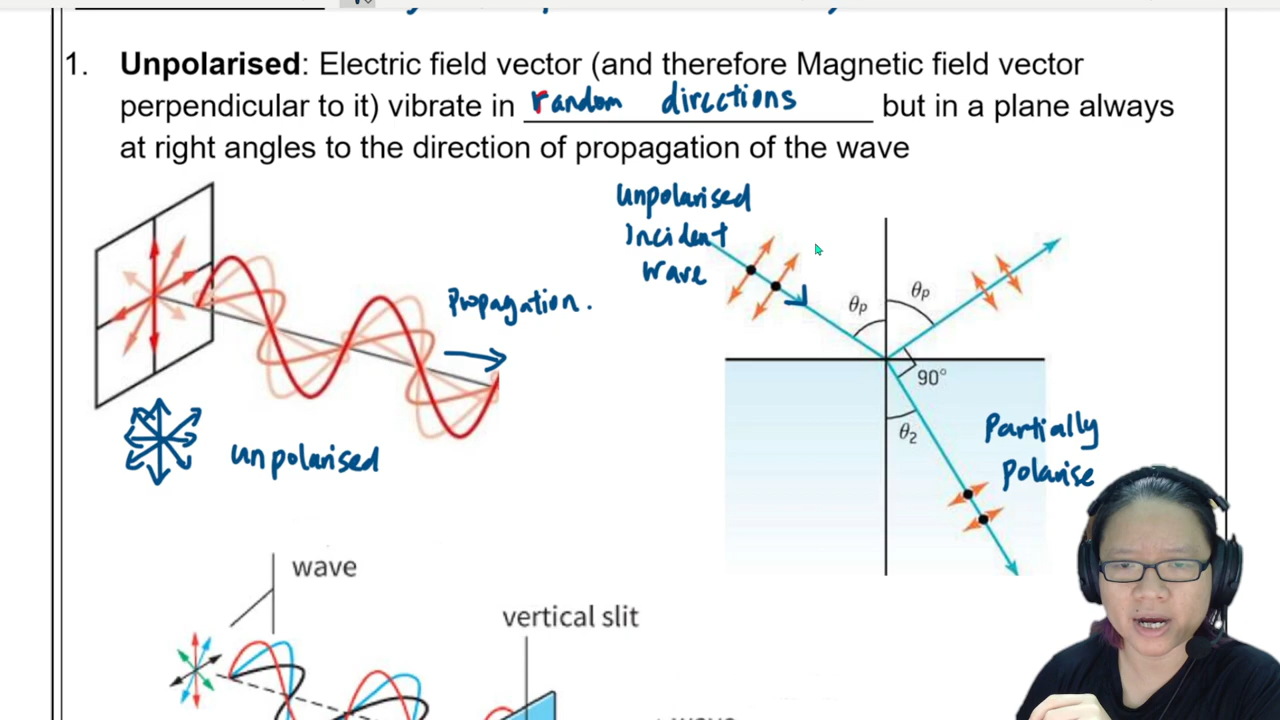 1. Unpolarised: Electric field vector (and therefore Magnetic field vector
perpendicular to it) vibrate in random directions but in a plane always
at right angles to the direction of propagation of the wave
Unpolarised
Incident
Wave
Propagation.
θp
θp
90°
θ2
Partially
Polarise
unpolarised
wave
vertical slit